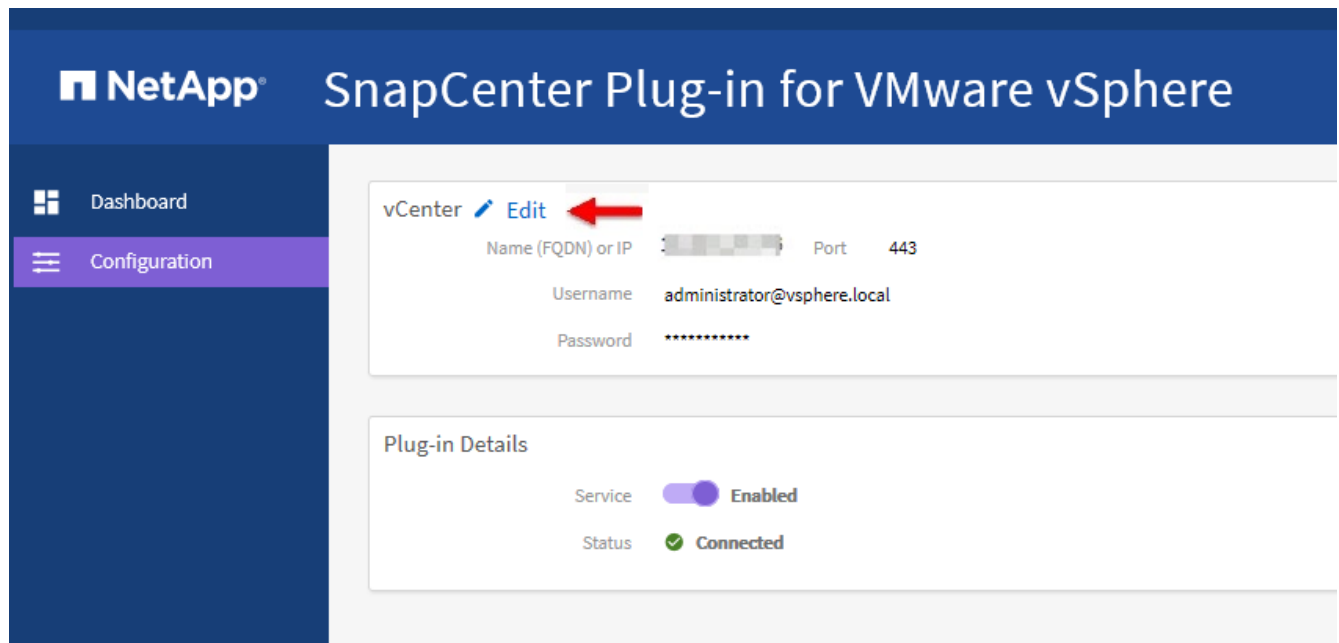 NetApp® SnapCenter Plug-in for VMware vSphere
Dashboard
Configuration
vCenter Edit
Name (FQDN) or IP Port 443
Username administrator@vsphere.local
Password ***********
Plug-in Details
Service Enabled
Status Connected